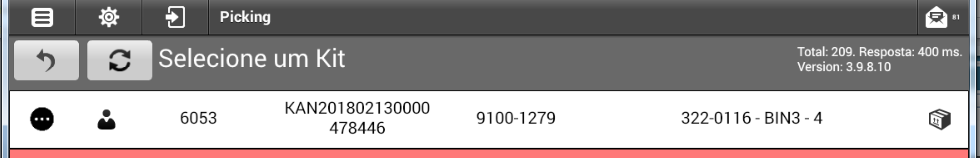 Picking
Selecione um Kit
Total: 209. Resposta: 400 ms.
Version: 3.9.8.10
6053
KAN201802130000
478446
9100-1279
322-0116 - BIN3 - 4